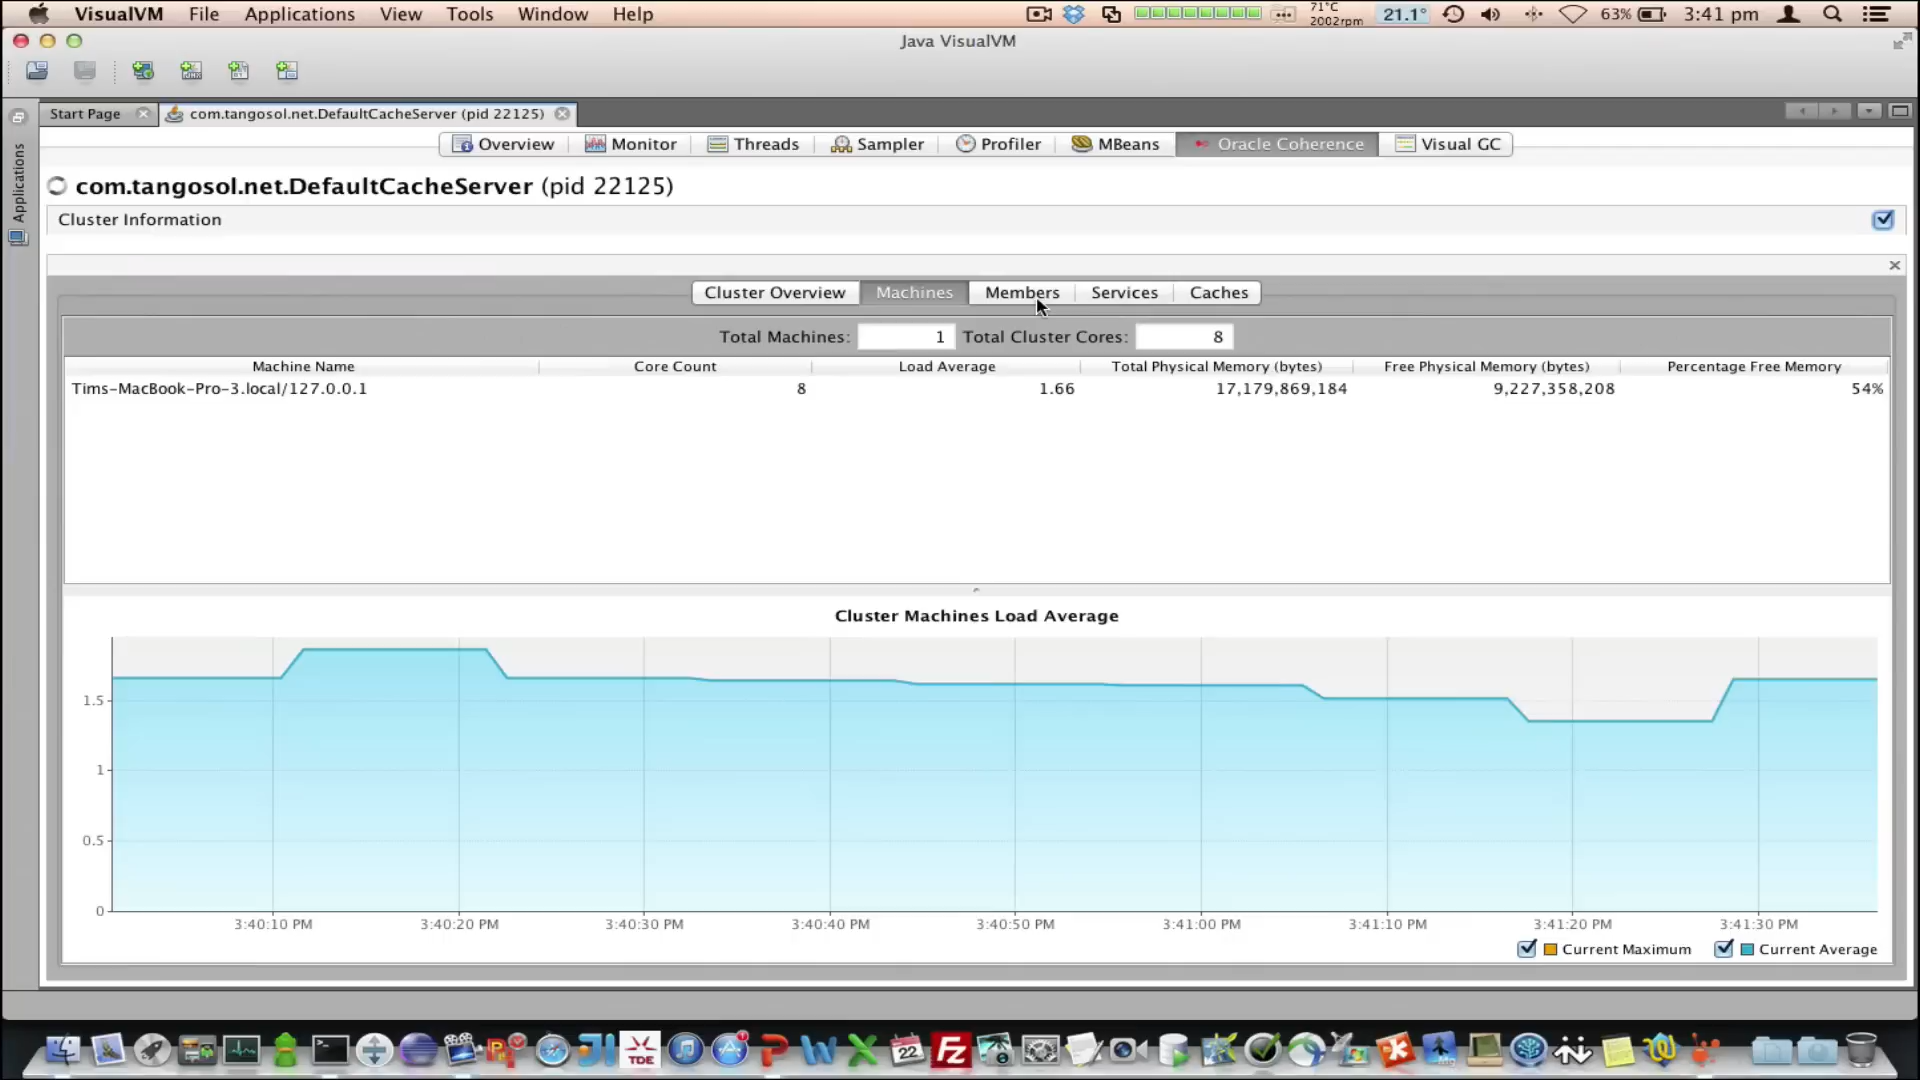 VisualVM File Applications View Tools Window Help 71°C 2002rpm 21.1° 63% 3:41 pm
Java VisualVM
Start Page com.tangosol.net.DefaultCacheServer (pid 22125)
Applications
Overview Monitor Threads Sampler Profiler MBeans Oracle Coherence Visual GC
com.tangosol.net.DefaultCacheServer (pid 22125)
Cluster Information
Cluster Overview Machines Members Services Caches
Total Machines: 1 Total Cluster Cores: 8
Machine Name Core Count Load Average Total Physical Memory (bytes) Free Physical Memory (bytes) Percentage Free Memory
Tims-MacBook-Pro-3.local/127.0.0.1 8 1.66 17,179,869,184 9,227,358,208 54%
Cluster Machines Load Average
1.5
1
0.5
0
3:40:10 PM 3:40:20 PM 3:40:30 PM 3:40:40 PM 3:40:50 PM 3:41:00 PM 3:41:10 PM 3:41:20 PM 3:41:30 PM
Current Maximum Current Average
TDE 22 Fz